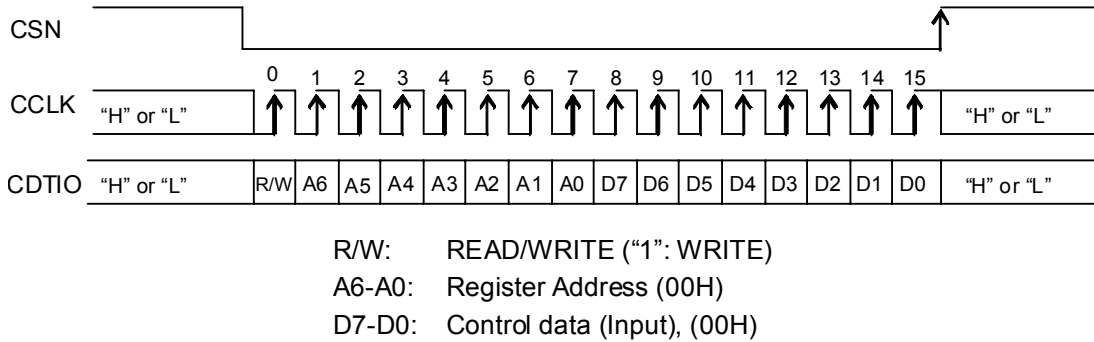 CSN
0 1 2 3 4 5 6 7 8 9 10 11 12 13 14 15
CCLK “H” or “L” “H” or “L”
CDTIO “H” or “L” R/W A6 A5 A4 A3 A2 A1 A0 D7 D6 D5 D4 D3 D2 D1 D0 “H” or “L”
R/W: READ/WRITE (“1”: WRITE)
A6-A0: Register Address (00H)
D7-D0: Control data (Input), (00H)